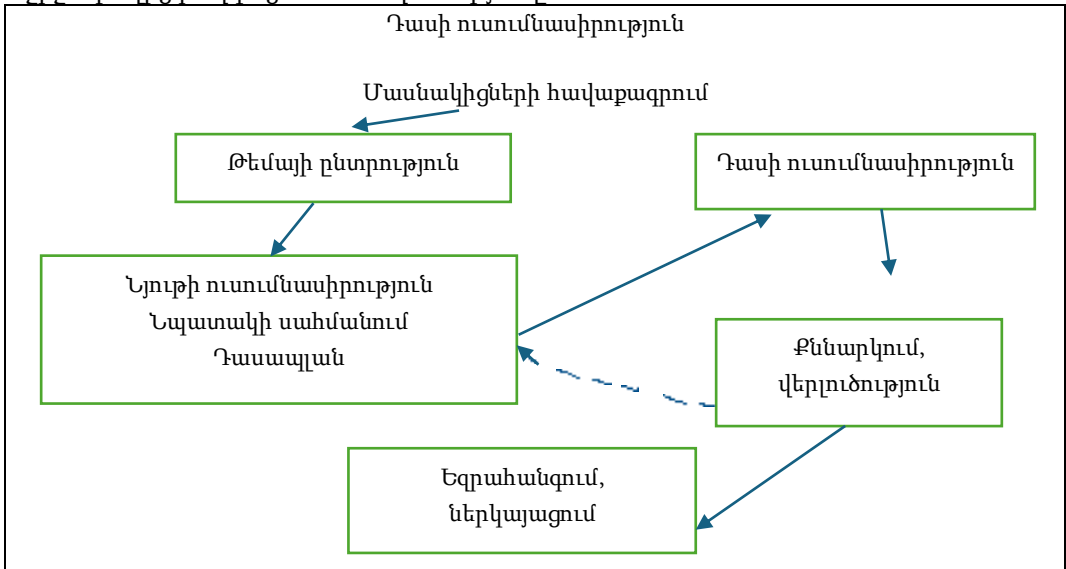 Դասի ուսումնասիրություն
Մասնակիցների հավաքագրում
Թեմայի ընտրություն
Դասի ուսումնասիրություն
Նյութի ուսումնասիրություն
Նպատակի սահմանում
Դասապլան
Քննարկում,
վերլուծություն
Եզրահանգում,
ներկայացում